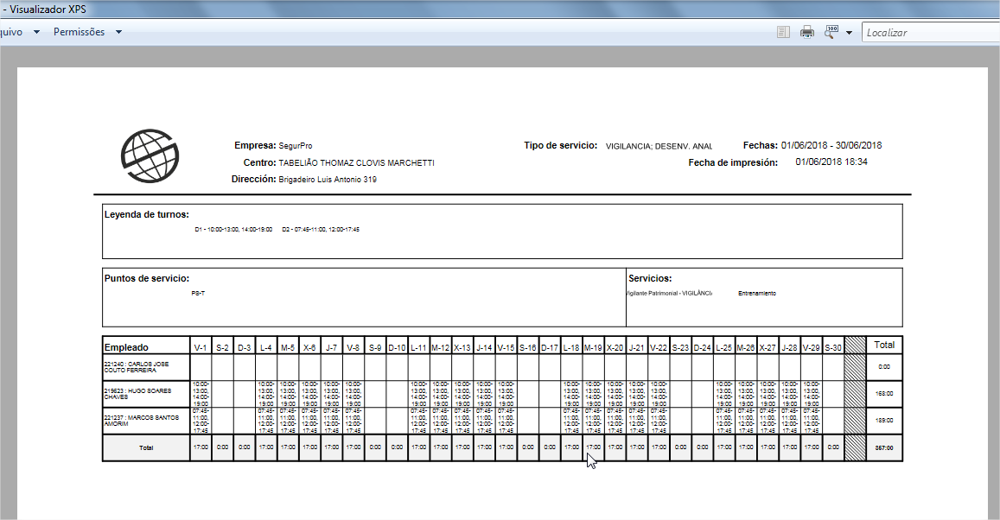 - Visualizador XPS
quivo Permissões Localizar
Empresa: SegurPro Tipo de servicio: VIGILANCIA; DESENV. ANAL Fechas: 01/06/2018 - 30/06/2018
Centro: TABELIÃO THOMAZ CLOVIS MARCHETTI Fecha de impresión: 01/06/2018 18:34
Dirección: Brigadeiro Luis Antonio 319
Leyenda de turnos:
D1 - 10:00-13:00, 14:00-19:00 D2 - 07:45-11:00, 12:00-17:45
Puntos de servicio: Servicios:
PS-T Vigilante Patrimonial - VIGILÂNCI Entrenamiento
Empleado V-1 S-2 D-3 L-4 M-5 X-6 J-7 V-8 S-9 D-10 L-11 M-12 X-13 J-14 V-15 S-16 D-17 L-18 M-19 X-20 J-21 V-22 S-23 D-24 L-25 M-26 X-27 J-28 V-29 S-30 Total
221240 : CARLOS JOSE
COUTO FERREIRA 0:00
10:00- 10:00- 10:00- 10:00- 10:00- 10:00- 10:00- 10:00- 10:00- 10:00- 10:00- 10:00- 10:00- 10:00- 10:00- 10:00- 10:00- 10:00- 10:00- 10:00- 10:00-
219623 : HUGO SOARES 13:00, 13:00, 13:00, 13:00, 13:00, 13:00, 13:00, 13:00, 13:00, 13:00, 13:00, 13:00, 13:00, 13:00, 13:00, 13:00, 13:00, 13:00, 13:00, 13:00, 13:00, 168:00
CHAVES 14:00- 14:00- 14:00- 14:00- 14:00- 14:00- 14:00- 14:00- 14:00- 14:00- 14:00- 14:00- 14:00- 14:00- 14:00- 14:00- 14:00- 14:00- 14:00- 14:00- 14:00-
19:00 19:00 19:00 19:00 19:00 19:00 19:00 19:00 19:00 19:00 19:00 19:00 19:00 19:00 19:00 19:00 19:00 19:00 19:00 19:00 19:00
07:45- 07:45- 07:45- 07:45- 07:45- 07:45- 07:45- 07:45- 07:45- 07:45- 07:45- 07:45- 07:45- 07:45- 07:45- 07:45- 07:45- 07:45- 07:45- 07:45- 07:45-
221237 : MARCOS SANTOS 11:00, 11:00, 11:00, 11:00, 11:00, 11:00, 11:00, 11:00, 11:00, 11:00, 11:00, 11:00, 11:00, 11:00, 11:00, 11:00, 11:00, 11:00, 11:00, 11:00, 11:00, 189:00
AMORIM 12:00- 12:00- 12:00- 12:00- 12:00- 12:00- 12:00- 12:00- 12:00- 12:00- 12:00- 12:00- 12:00- 12:00- 12:00- 12:00- 12:00- 12:00- 12:00- 12:00- 12:00-
17:45 17:45 17:45 17:45 17:45 17:45 17:45 17:45 17:45 17:45 17:45 17:45 17:45 17:45 17:45 17:45 17:45 17:45 17:45 17:45 17:45
Total 17:00 0:00 0:00 17:00 17:00 17:00 17:00 17:00 0:00 0:00 17:00 17:00 17:00 17:00 17:00 0:00 0:00 17:00 17:00 17:00 17:00 17:00 0:00 0:00 17:00 17:00 17:00 17:00 17:00 0:00 357:00